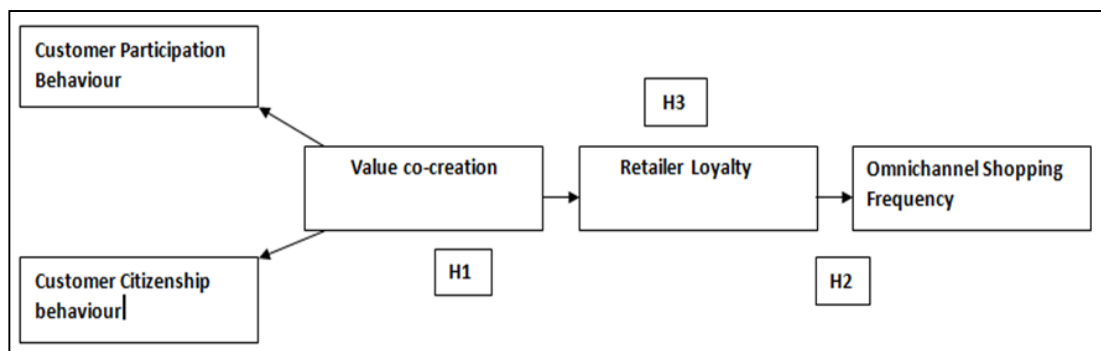 Customer Participation
Behaviour
H3
Value co-creation
Retailer Loyalty
Omnichannel Shopping
Frequency
Customer Citizenship
behaviour
H1
H2